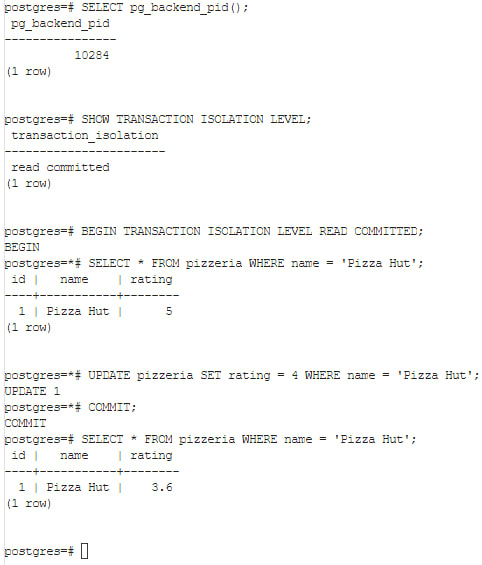 postgres=# SELECT pg_backend_pid();
 pg_backend_pid
----------------
          10284
(1 row)

postgres=# SHOW TRANSACTION ISOLATION LEVEL;
 transaction_isolation
-----------------------
 read committed
(1 row)

postgres=# BEGIN TRANSACTION ISOLATION LEVEL READ COMMITTED;
BEGIN
postgres=*# SELECT * FROM pizzeria WHERE name = 'Pizza Hut';
 id |   name    | rating
----+-----------+--------
  1 | Pizza Hut |      5
(1 row)

postgres=*# UPDATE pizzeria SET rating = 4 WHERE name = 'Pizza Hut';
UPDATE 1
postgres=*# COMMIT;
COMMIT
postgres=# SELECT * FROM pizzeria WHERE name = 'Pizza Hut';
 id |   name    | rating
----+-----------+--------
  1 | Pizza Hut |    3.6
(1 row)

postgres=#